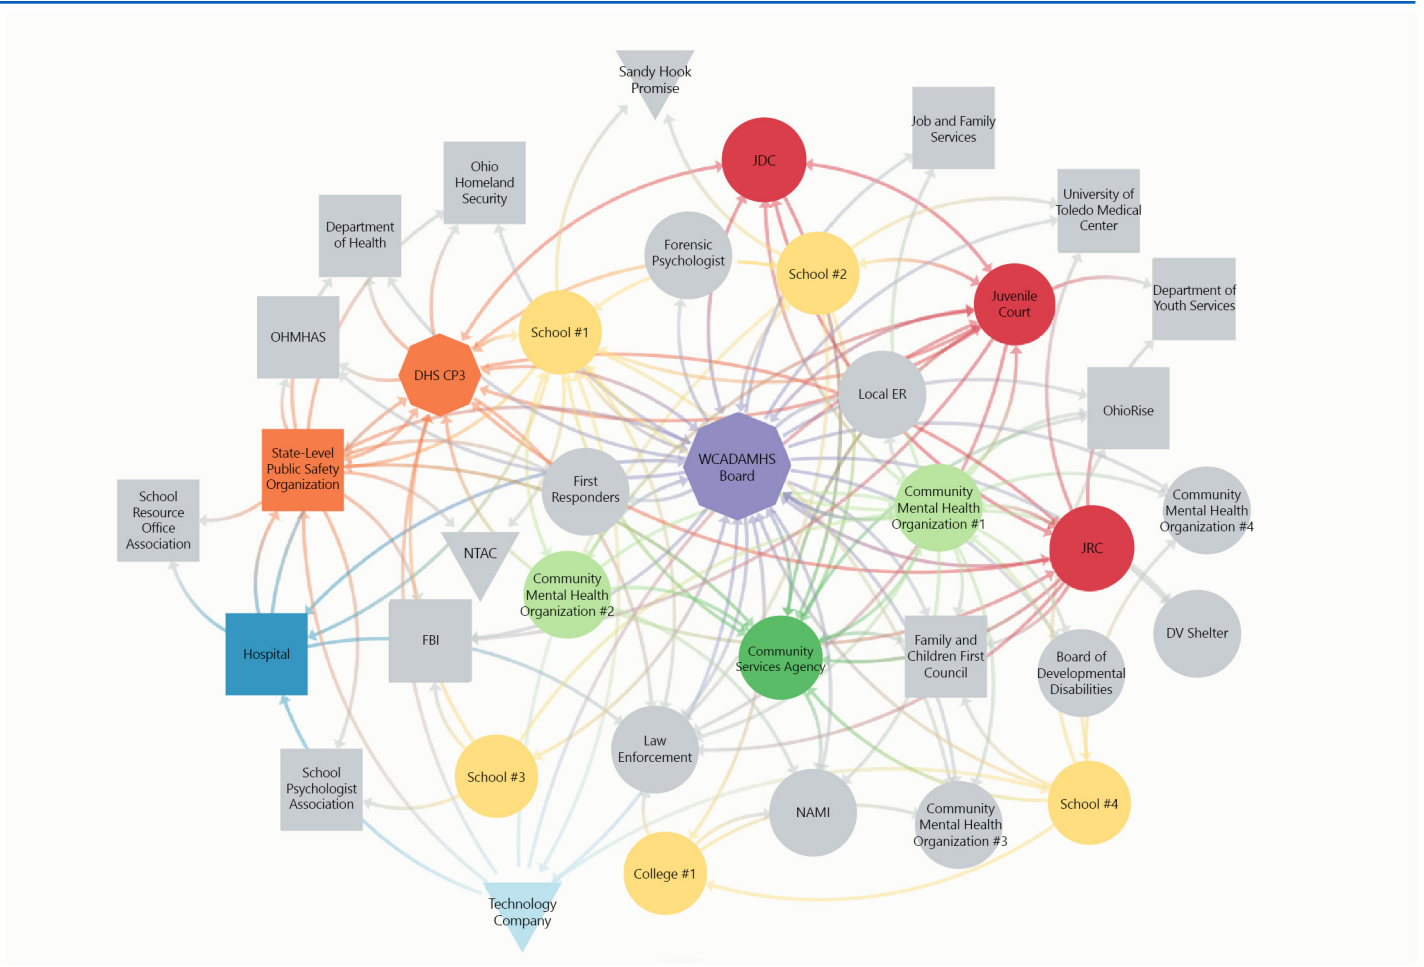 Sandy Hook
Promise
JDC
Job and Family
Services
Ohio
Homeland
Security
University of
Toledo Medical
Center
Department
of Health
Forensic
Psychologist
School #2
Juvenile
Court
Department of
Youth Services
OHMHAS
School #1
DHS CP3
Local ER
OhioRise
State-Level
Public Safety
Organization
WCADAMHS
Board
First
Responders
Community
Mental Health
Organization #1
Community
Mental Health
Organization #4
School
Resource
Office
Association
NTAC
JRC
Community
Mental Health
Organization #2
Hospital
FBI
Community
Services Agency
Family and
Children First
Council
Board of
Developmental
Disabilities
DV Shelter
Law
Enforcement
School
Psychologist
Association
School #3
NAMI
Community
Mental Health
Organization #3
School #4
College #1
Technology
Company